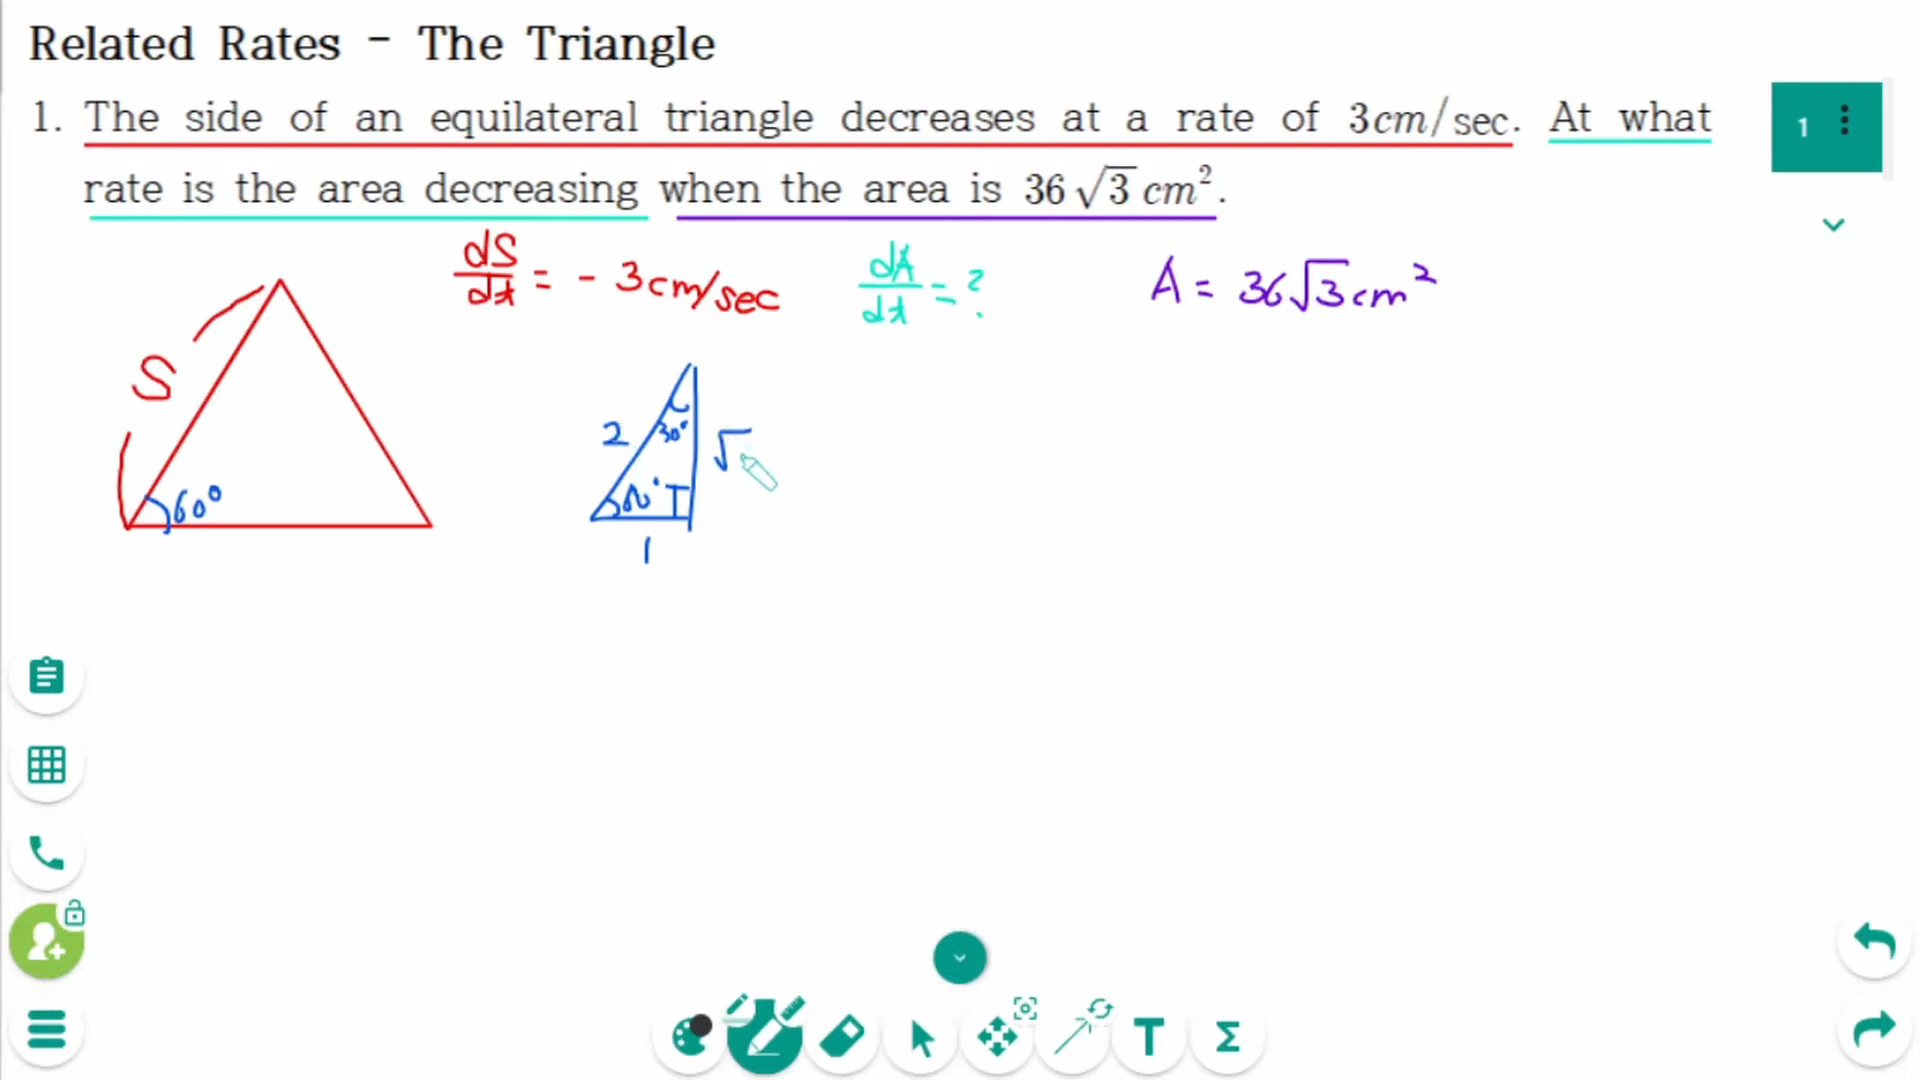 Related Rates - The Triangle
1. The side of an equilateral triangle decreases at a rate of 3cm/sec. At what
rate is the area decreasing when the area is 36√3 cm².
dS/dt = - 3cm/sec
dA/dt = ?
A = 36√3 cm²
S
60°
2
30°
60°
√
1
1
T
Σ